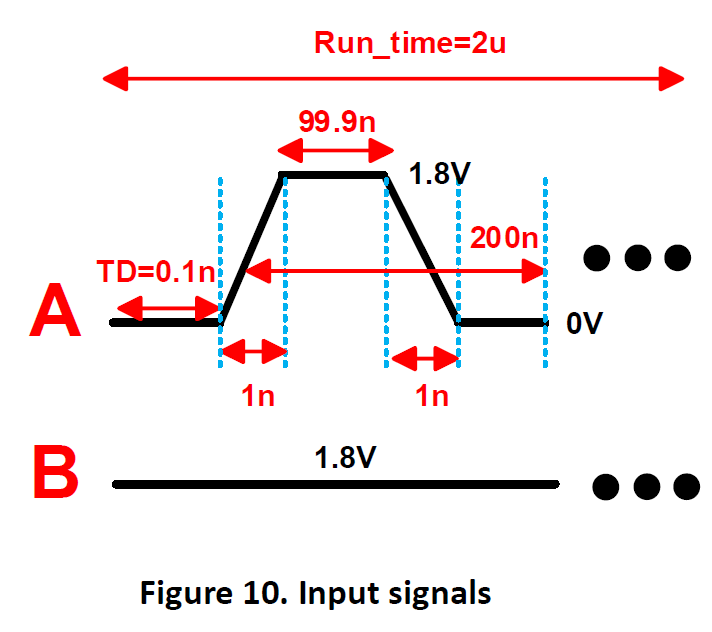 Run_time=2u
99.9n
1.8V
200n
TD=0.1n
A
0V
1n
1n
B
1.8V
Figure 10. Input signals